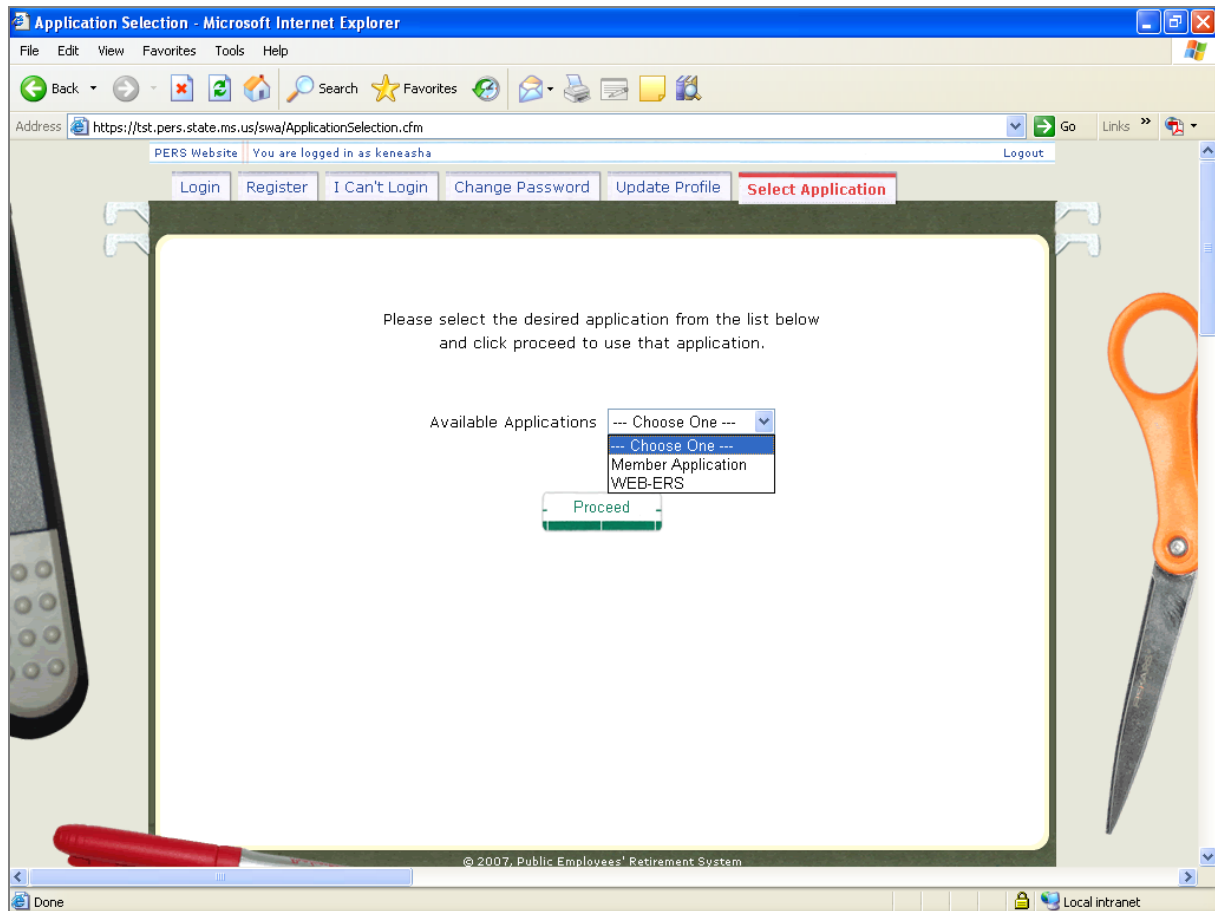 Application Selection - Microsoft Internet Explorer
File Edit View Favorites Tools Help
Back Search Favorites
Address https://tst.pers.state.ms.us/swa/ApplicationSelection.cfm Go Links »
PERS Website You are logged in as keneasha Logout
Login Register I Can't Login Change Password Update Profile Select Application
Please select the desired application from the list below
and click proceed to use that application.
Available Applications --- Choose One ---
--- Choose One ---
Member Application
WEB-ERS
Proceed
© 2007, Public Employees' Retirement System
Done Local intranet